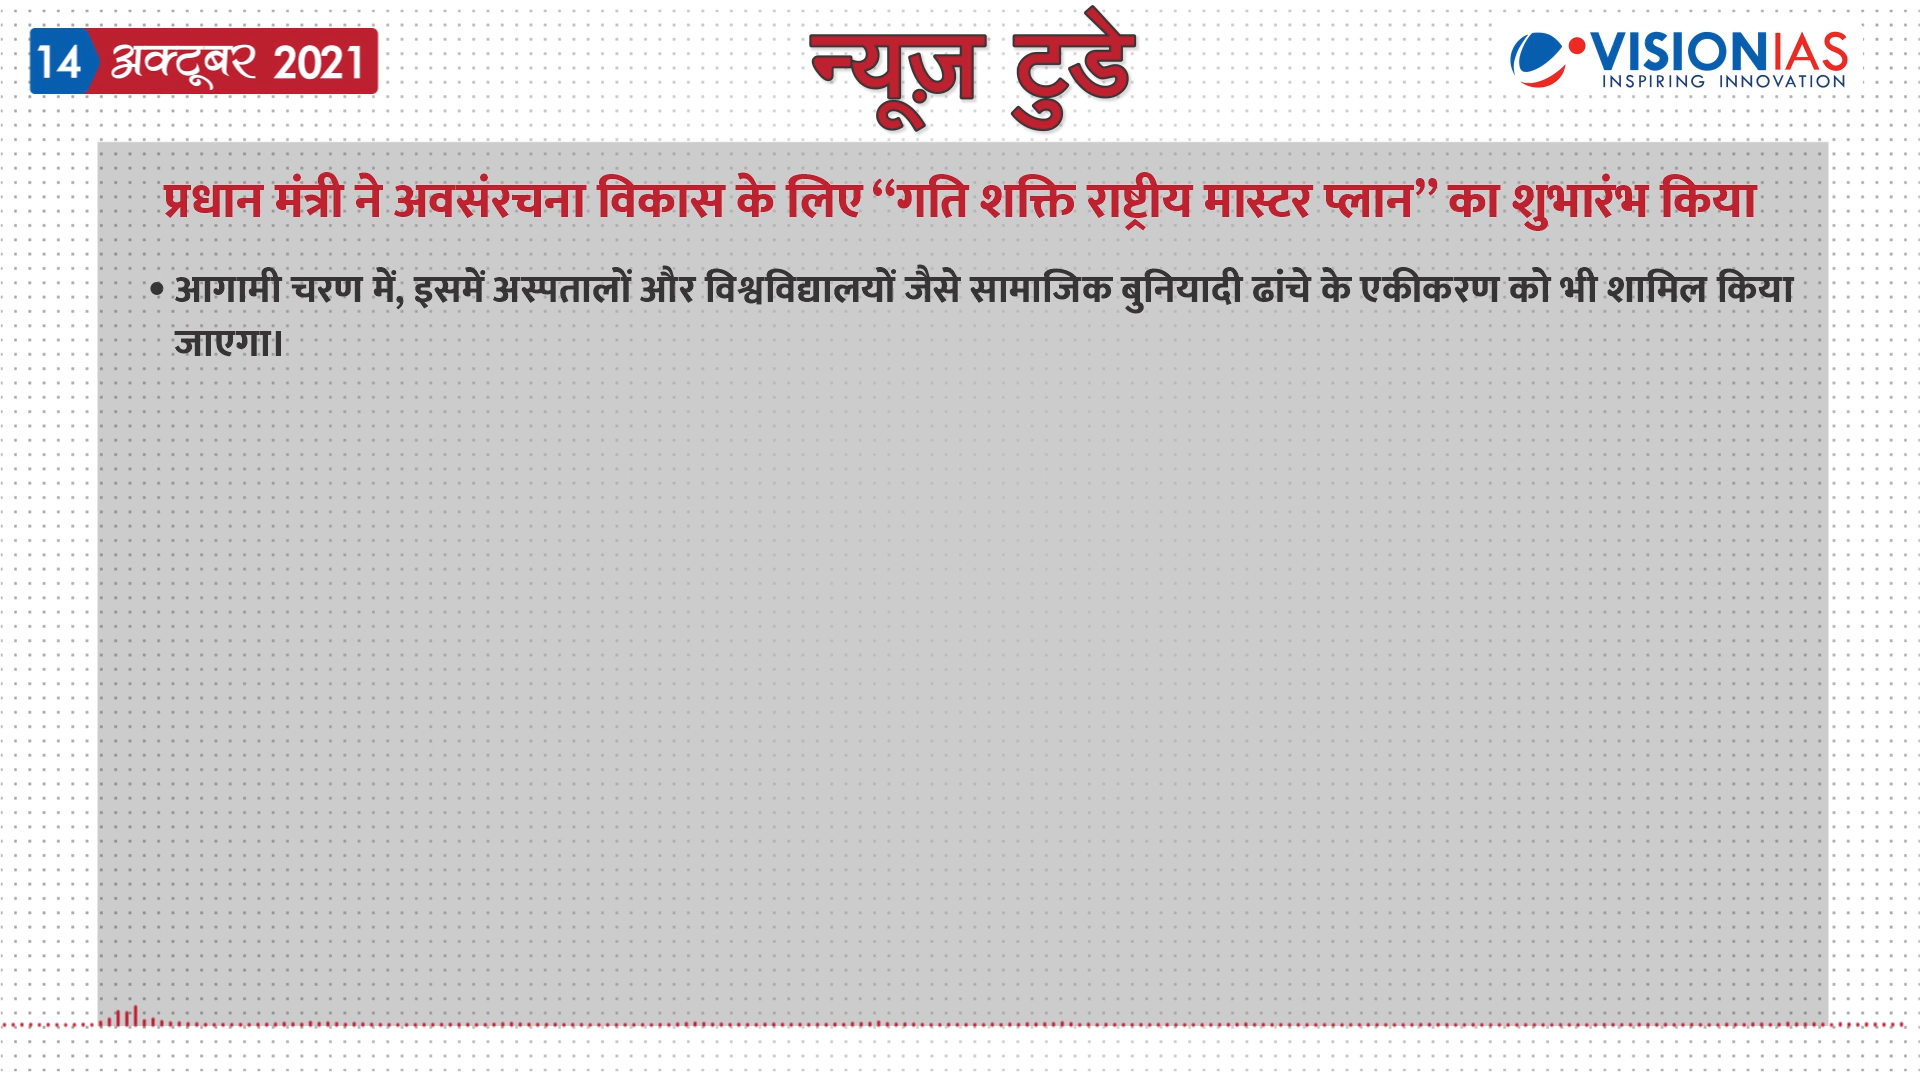 14 अक्टूबर 2021
न्यूज़ टुडे
VISIONIAS
INSPIRING INNOVATION
प्रधान मंत्री ने अवसंरचना विकास के लिए “गति शक्ति राष्ट्रीय मास्टर प्लान” का शुभारंभ किया
• आगामी चरण में, इसमें अस्पतालों और विश्वविद्यालयों जैसे सामाजिक बुनियादी ढांचे के एकीकरण को भी शामिल किया
जाएगा।